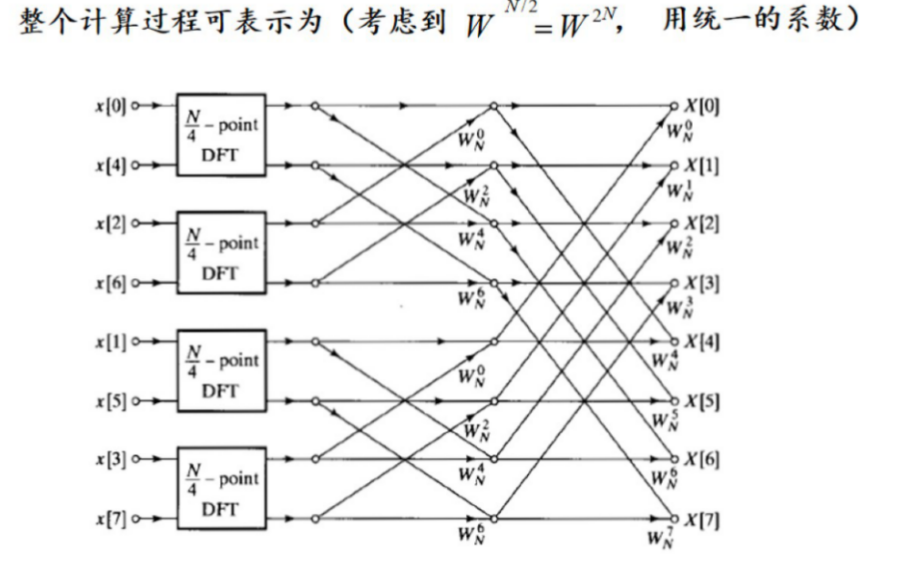 整个计算过程可表示为（考虑到 W^{N/2} = W^{2N}， 用统一的系数）
x[0] N/4 - point DFT X[0]
W_N^0 W_N^0
x[4] X[1]
W_N^2 W_N^1
x[2] N/4 - point DFT X[2]
W_N^4 W_N^2
x[6] X[3]
W_N^6 W_N^3
x[1] N/4 - point DFT X[4]
W_N^0 W_N^4
x[5] X[5]
W_N^2 W_N^5
x[3] N/4 - point DFT X[6]
W_N^4 W_N^6
x[7] X[7]
W_N^6 W_N^7